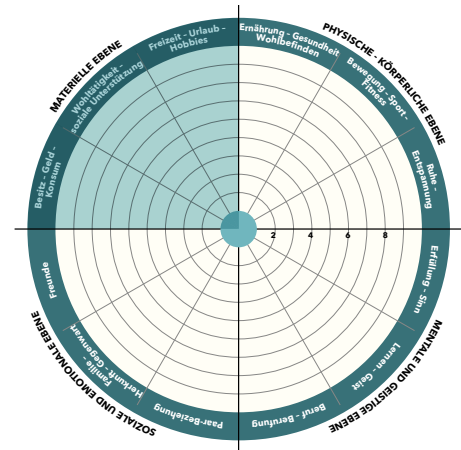 MATERIELLE EBENE
Freizeit - Urlaub -
Hobbies
Wohltätigkeit -
soziale Unterstützung
Besitz - Geld -
Konsum
PHYSISCHE - KÖRPERLICHE EBENE
Ernährung - Gesundheit
Wohlbefinden
Bewegung - Sport -
Fitness
Ruhe -
Entspannung
2
4
6
8
MENTALE UND GEISTIGE EBENE
Erfüllung - Sinn
Lernen - Geist
Beruf - Berufung
SOZIALE UND EMOTIONALE EBENE
Paar-Beziehung
Familie -
Herkunft - Gegenwart
Freunde